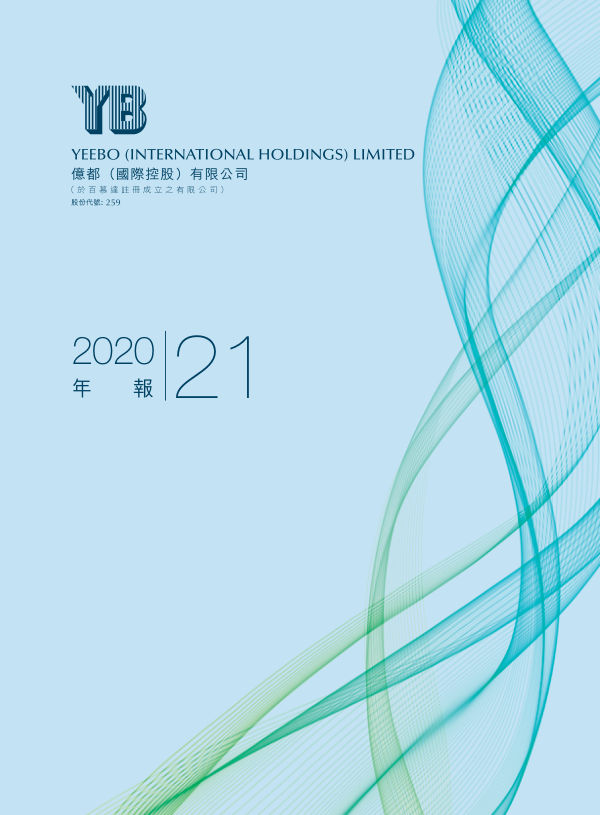 YB
YEEBO (INTERNATIONAL HOLDINGS) LIMITED
億都（國際控股）有限公司
（於百慕達註冊成立之有限公司）
股份代號: 259
2020 21
年 報